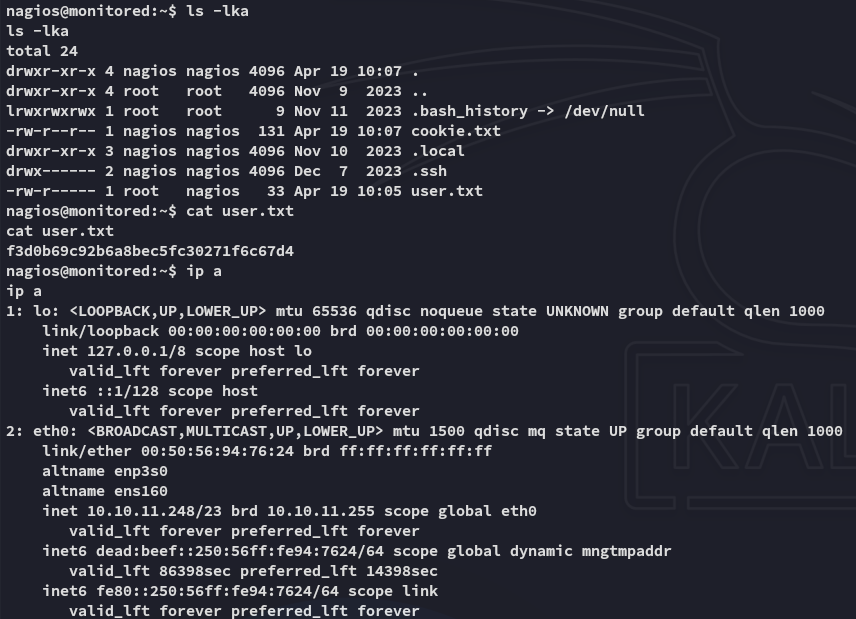 nagios@monitored:~$ ls -lka
ls -lka
total 24
drwxr-xr-x 4 nagios nagios 4096 Apr 19 10:07 .
drwxr-xr-x 4 root   root   4096 Nov  9  2023 ..
lrwxrwxrwx 1 root   root      9 Nov 11  2023 .bash_history -> /dev/null
-rw-r--r-- 1 nagios nagios  131 Apr 19 10:07 cookie.txt
drwxr-xr-x 3 nagios nagios 4096 Nov 10  2023 .local
drwx------ 2 nagios nagios 4096 Dec  7  2023 .ssh
-rw-r----- 1 root   nagios   33 Apr 19 10:05 user.txt
nagios@monitored:~$ cat user.txt
cat user.txt
f3d0b69c92b6a8bec5fc30271f6c67d4
nagios@monitored:~$ ip a
ip a
1: lo: <LOOPBACK,UP,LOWER_UP> mtu 65536 qdisc noqueue state UNKNOWN group default qlen 1000
    link/loopback 00:00:00:00:00:00 brd 00:00:00:00:00:00
    inet 127.0.0.1/8 scope host lo
       valid_lft forever preferred_lft forever
    inet6 ::1/128 scope host
       valid_lft forever preferred_lft forever
2: eth0: <BROADCAST,MULTICAST,UP,LOWER_UP> mtu 1500 qdisc mq state UP group default qlen 1000
    link/ether 00:50:56:94:76:24 brd ff:ff:ff:ff:ff:ff
    altname enp3s0
    altname ens160
    inet 10.10.11.248/23 brd 10.10.11.255 scope global eth0
       valid_lft forever preferred_lft forever
    inet6 dead:beef::250:56ff:fe94:7624/64 scope global dynamic mngtmpaddr
       valid_lft 86398sec preferred_lft 14398sec
    inet6 fe80::250:56ff:fe94:7624/64 scope link
       valid_lft forever preferred_lft forever
KAL